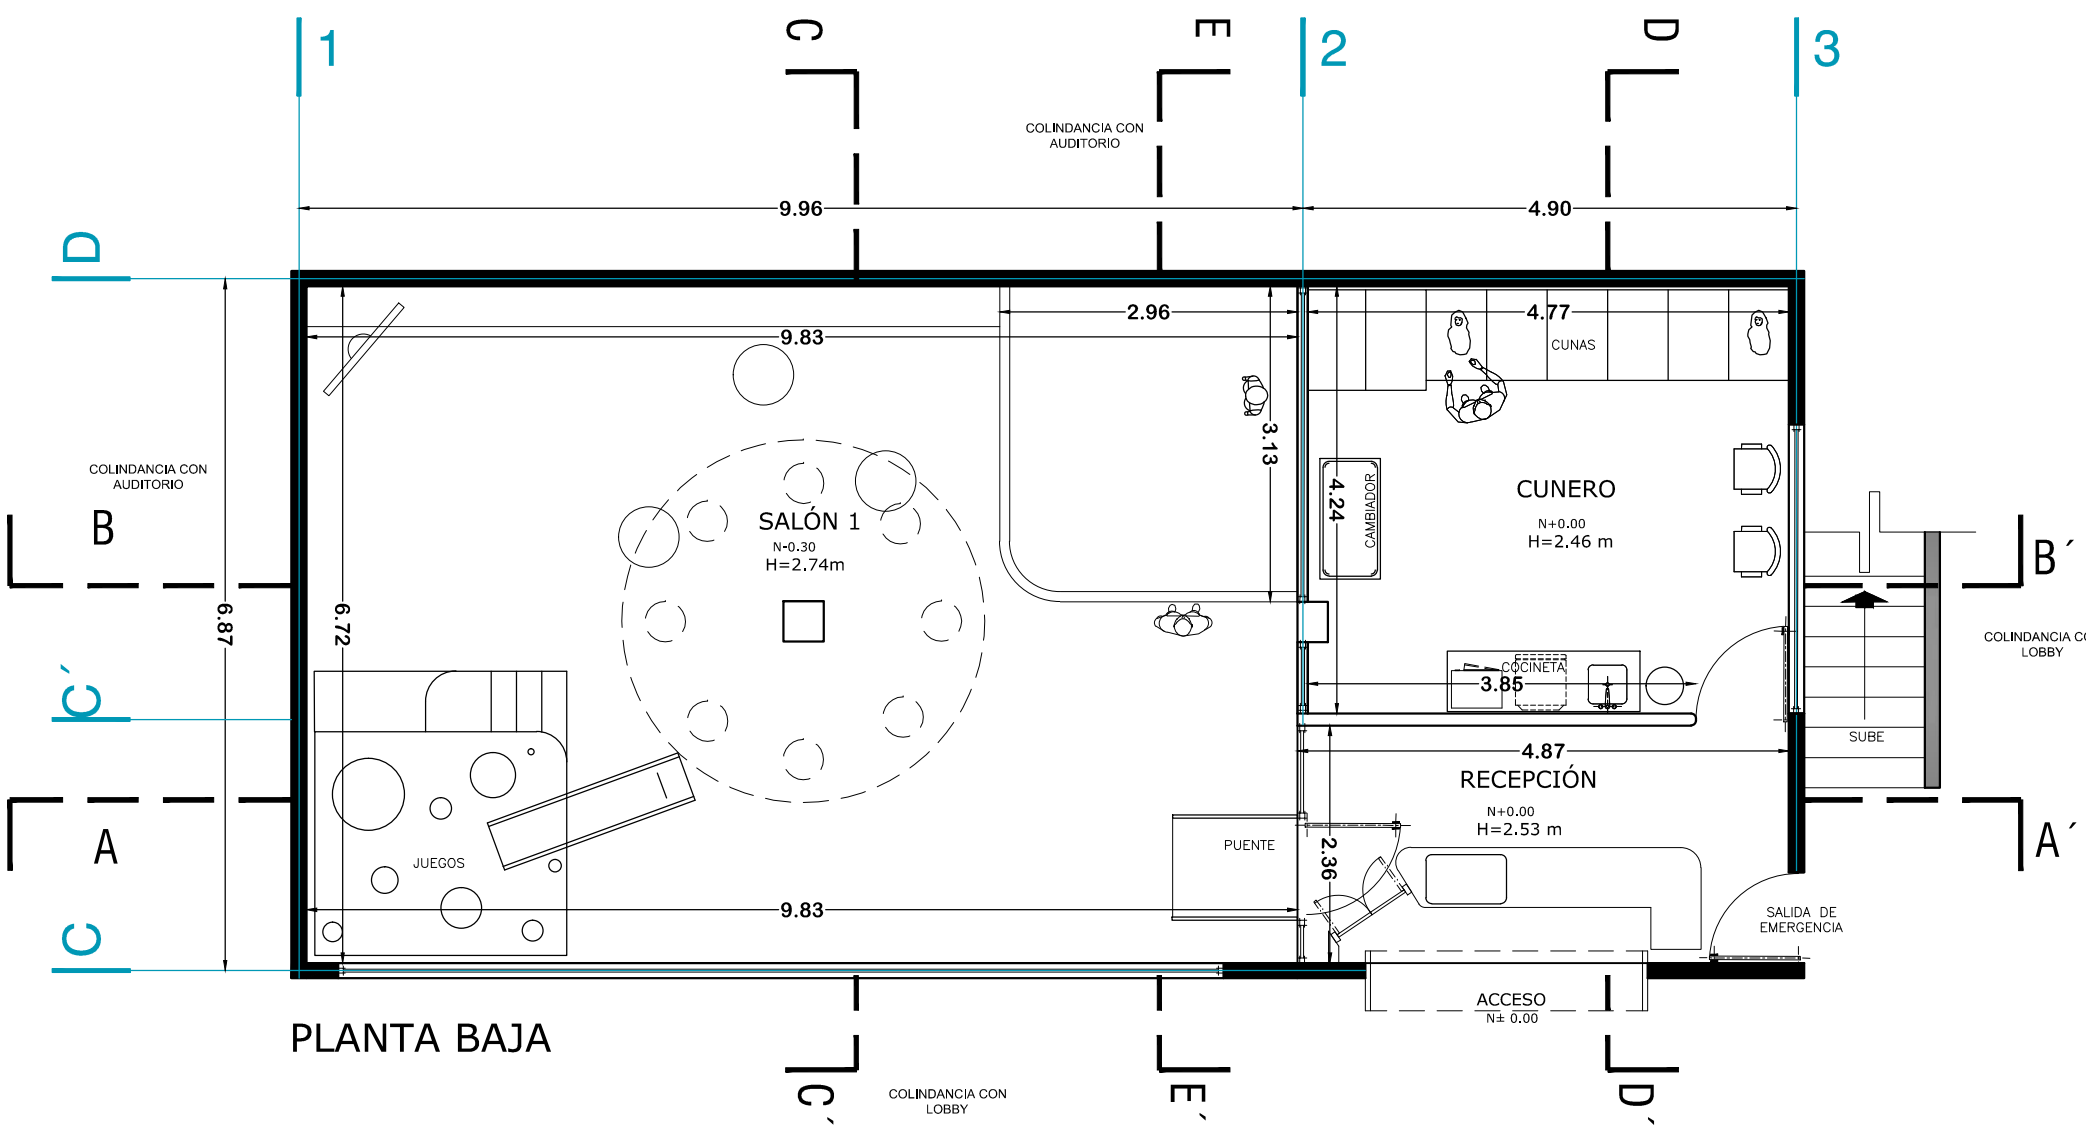 C
E
D
1
2
3
COLINDANCIA CON
AUDITORIO
9.96
4.90
D
2.96
4.77
9.83
CUNAS
3.13
COLINDANCIA CON
AUDITORIO
4.24
CAMBIADOR
CUNERO
N+0.00
H=2.46 m
SALÓN 1
N-0.30
H=2.74m
B
B´
6.87
6.72
COLINDANCIA CO
LOBBY
C´
COCINETA
3.85
SUBE
4.87
RECEPCIÓN
N+0.00
H=2.53 m
A
A´
JUEGOS
PUENTE
2.36
9.83
SALIDA DE
EMERGENCIA
C
ACCESO
N± 0.00
PLANTA BAJA
C´
COLINDANCIA CON
LOBBY
E´
D´